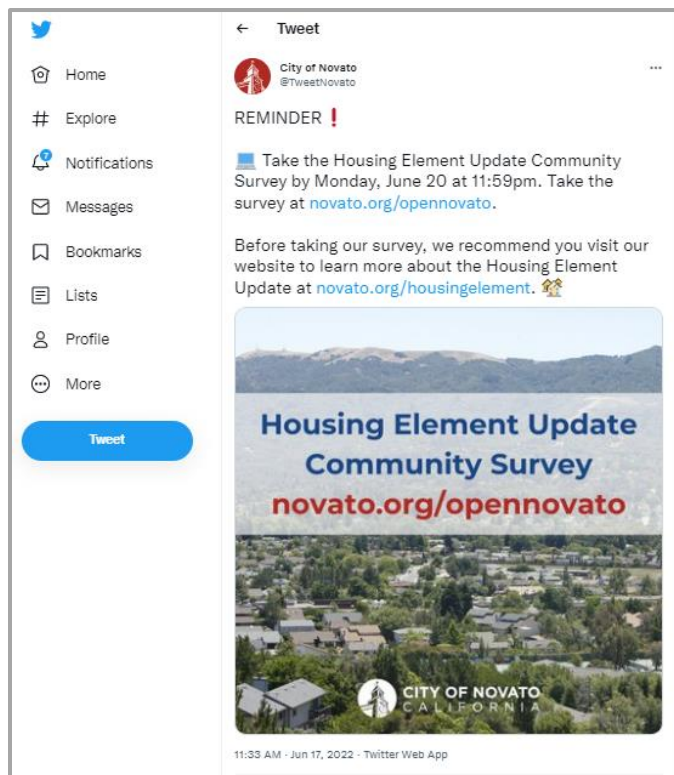 Home
Explore
7
Notifications
Messages
Bookmarks
Lists
Profile
More
Tweet
← Tweet
City of Novato
@TweetNovato
REMINDER❗
Take the Housing Element Update Community
Survey by Monday, June 20 at 11:59pm. Take the
survey at novato.org/opennovato.
Before taking our survey, we recommend you visit our
website to learn more about the Housing Element
Update at novato.org/housingelement.
Housing Element Update
Community Survey
novato.org/opennovato
CITY OF NOVATO
CALIFORNIA
11:33 AM · Jun 17, 2022 · Twitter Web App